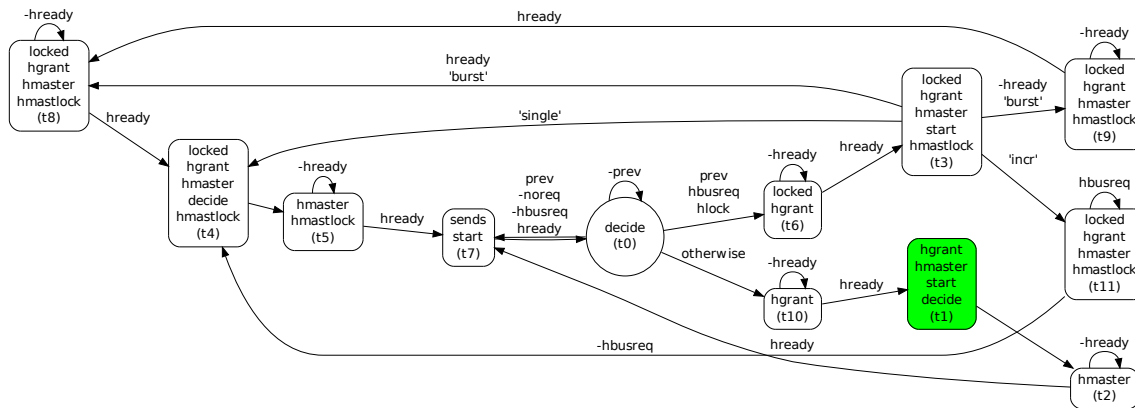 -hready
locked
hgrant
hmaster
hmastlock
(t8)
hready
hready
'burst'
hready
'single'
locked
hgrant
hmaster
decide
hmastlock
(t4)
-hready
hmaster
hmastlock
(t5)
hready
sends
start
(t7)
prev
-noreq
-hbusreq
hready
-prev
decide
(t0)
prev
hbusreq
hlock
otherwise
-hready
locked
hgrant
(t6)
hready
-hready
hgrant
(t10)
hready
locked
hgrant
hmaster
start
hmastlock
(t3)
-hready
'burst'
'incr'
-hready
locked
hgrant
hmaster
hmastlock
(t9)
hbusreq
locked
hgrant
hmaster
hmastlock
(t11)
hgrant
hmaster
start
decide
(t1)
-hbusreq
hready
-hready
hmaster
(t2)